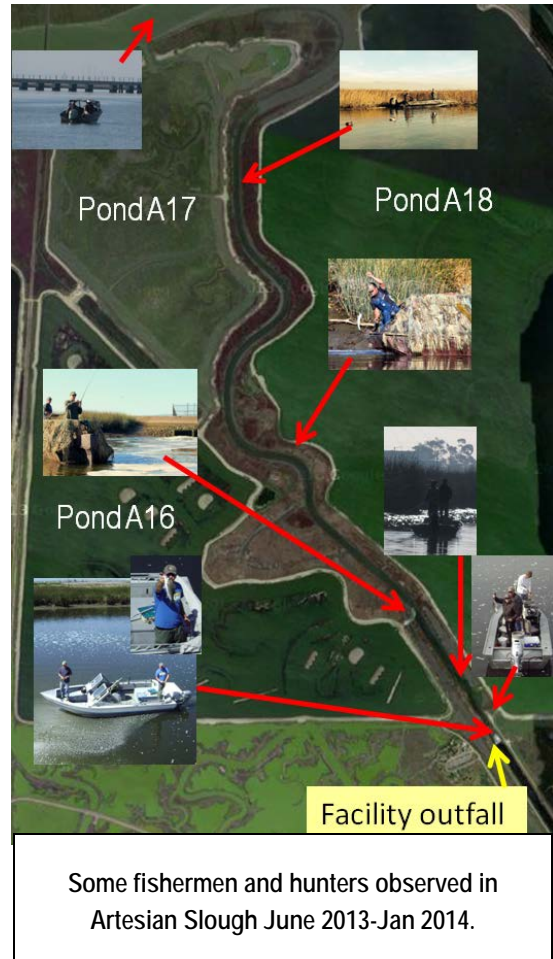 PondA17
PondA18
PondA16
Facility outfall
Some fishermen and hunters observed in
Artesian Slough June 2013-Jan 2014.